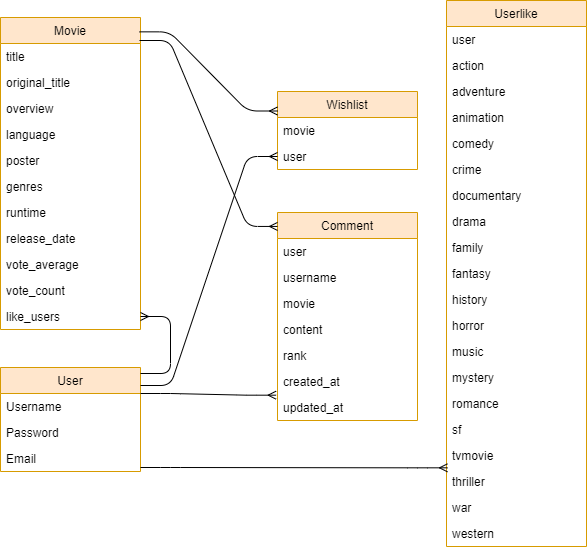 Movie
title
original_title
overview
language
poster
genres
runtime
release_date
vote_average
vote_count
like_users
User
Username
Password
Email
Wishlist
movie
user
Comment
user
username
movie
content
rank
created_at
updated_at
Userlike
user
action
adventure
animation
comedy
crime
documentary
drama
family
fantasy
history
horror
music
mystery
romance
sf
tvmovie
thriller
war
western